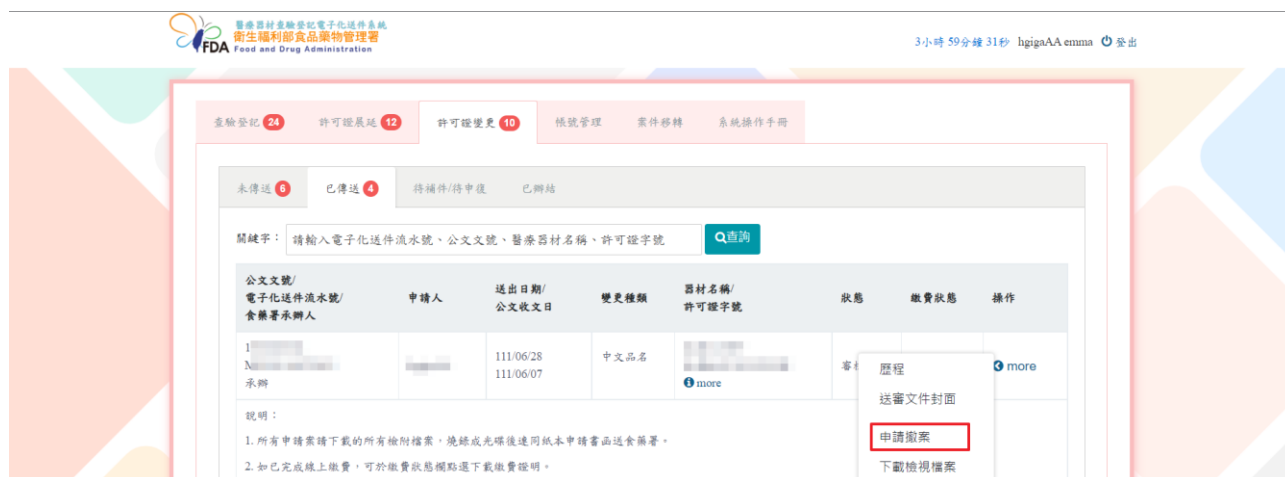 醫療器材查驗登記電子化送件系統
衛生福利部食品藥物管理署
FDA Food and Drug Administration
3小時 59分鐘 31秒 hgigaAA emma 登出
查驗登記 24 許可證展延 12 許可證變更 10 帳號管理 案件移轉 系統操作手冊
未傳送 6 已傳送 4 待補件/待申復 已辦結
關鍵字： 請輸入電子化送件流水號、公文文號、醫療器材名稱、許可證字號 查詢
公文文號/
電子化送件流水號/
食藥署承辦人
申請人
送出日期/
公文收文日
變更種類
器材名稱/
許可證字號
狀態
繳費狀態
操作
承辦
111/06/28
111/06/07
中文品名
more
審
more
歷程
送審文件封面
申請撤案
下載檢視檔案
說明：
1. 所有申請案請下載的所有檢附檔案，燒錄成光碟後連同紙本申請書函送食藥署。
2. 如已完成線上繳費，可於繳費狀態欄點選下載繳費證明。